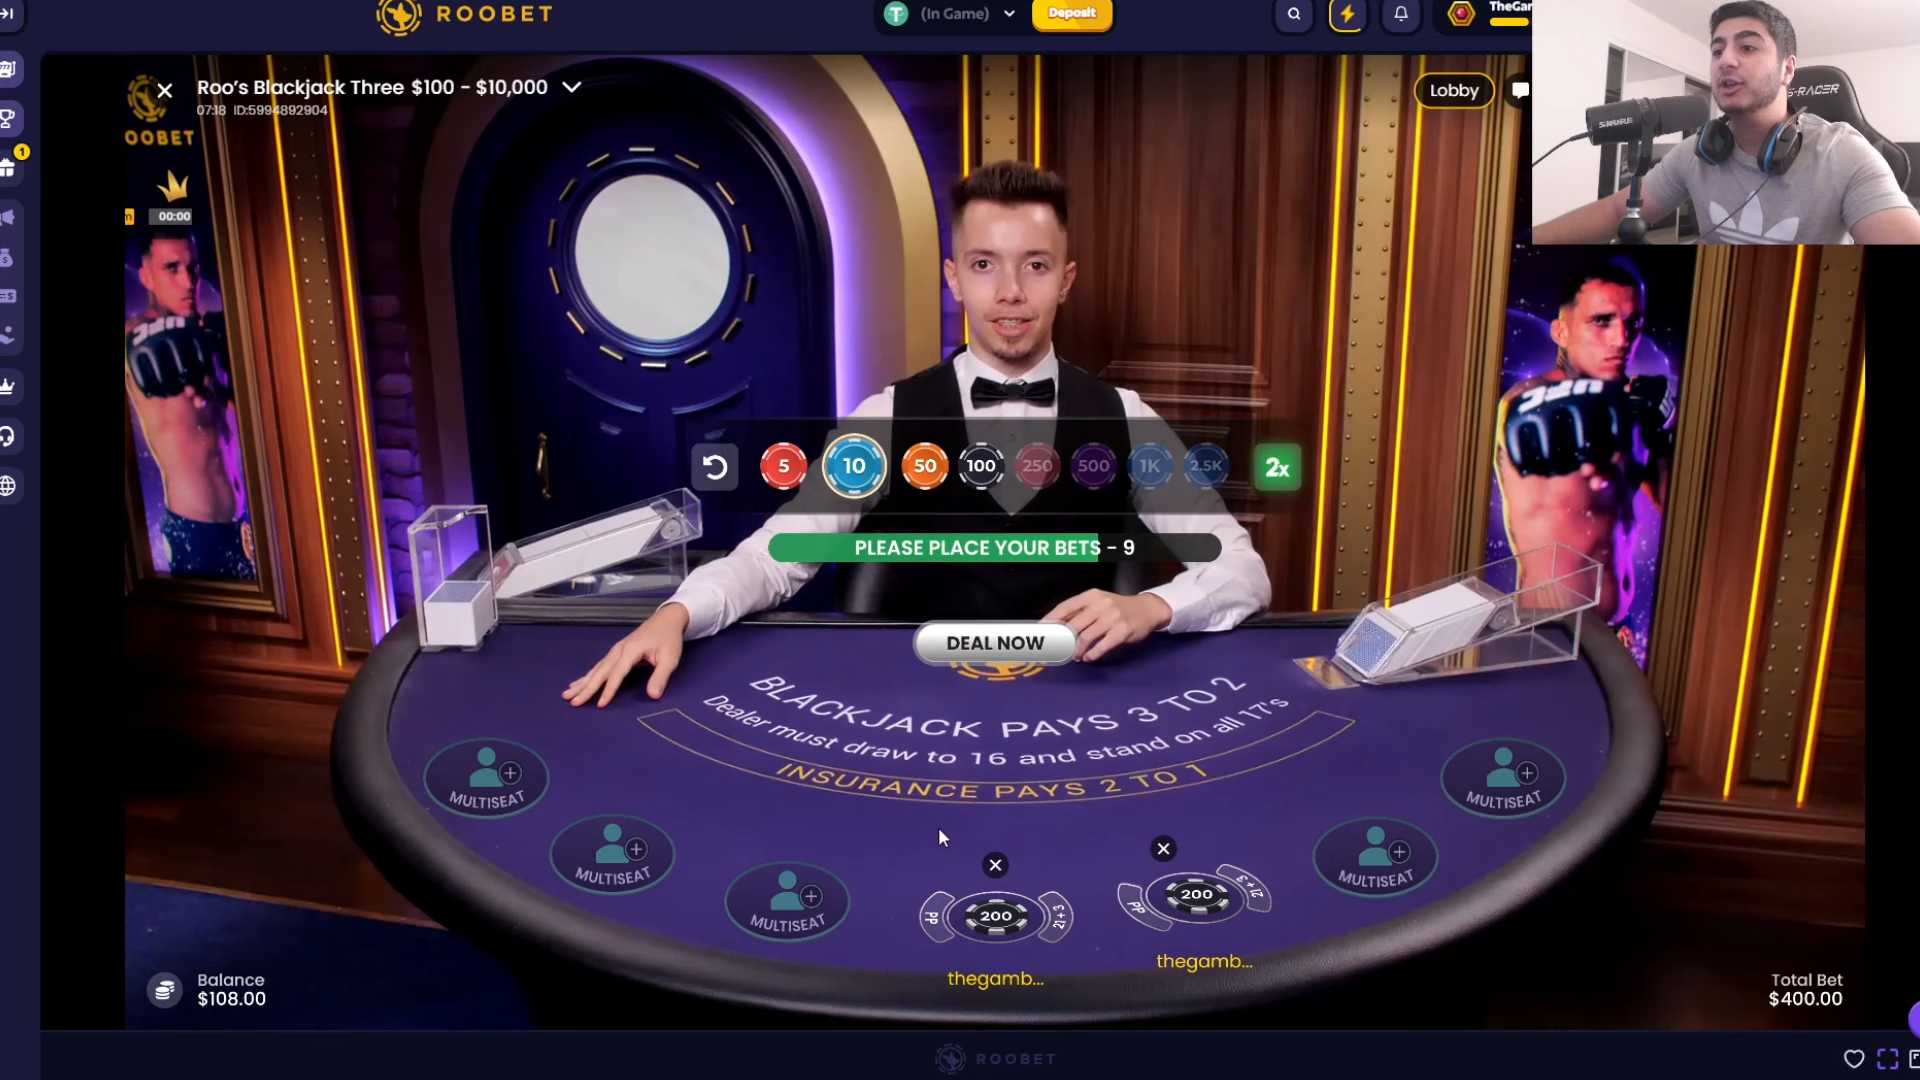 ROOBET
(In Game)
Deposit
TheGam
Roo's Blackjack Three $100 - $10,000
07:18 ID:5994892904
Lobby
S-RACER
SHURE
1
OOBET
00:00
5
10
50
100
250
500
1K
2.5K
2x
PLEASE PLACE YOUR BETS - 9
DEAL NOW
BLACKJACK PAYS 3 TO 2
Dealer must draw to 16 and stand on all 17's
INSURANCE PAYS 2 TO 1
MULTISEAT
MULTISEAT
MULTISEAT
MULTISEAT
MULTISEAT
PP
200
21+3
PP
200
21+3
thegamb...
thegamb...
Balance
$108.00
Total Bet
$400.00
ROOBET